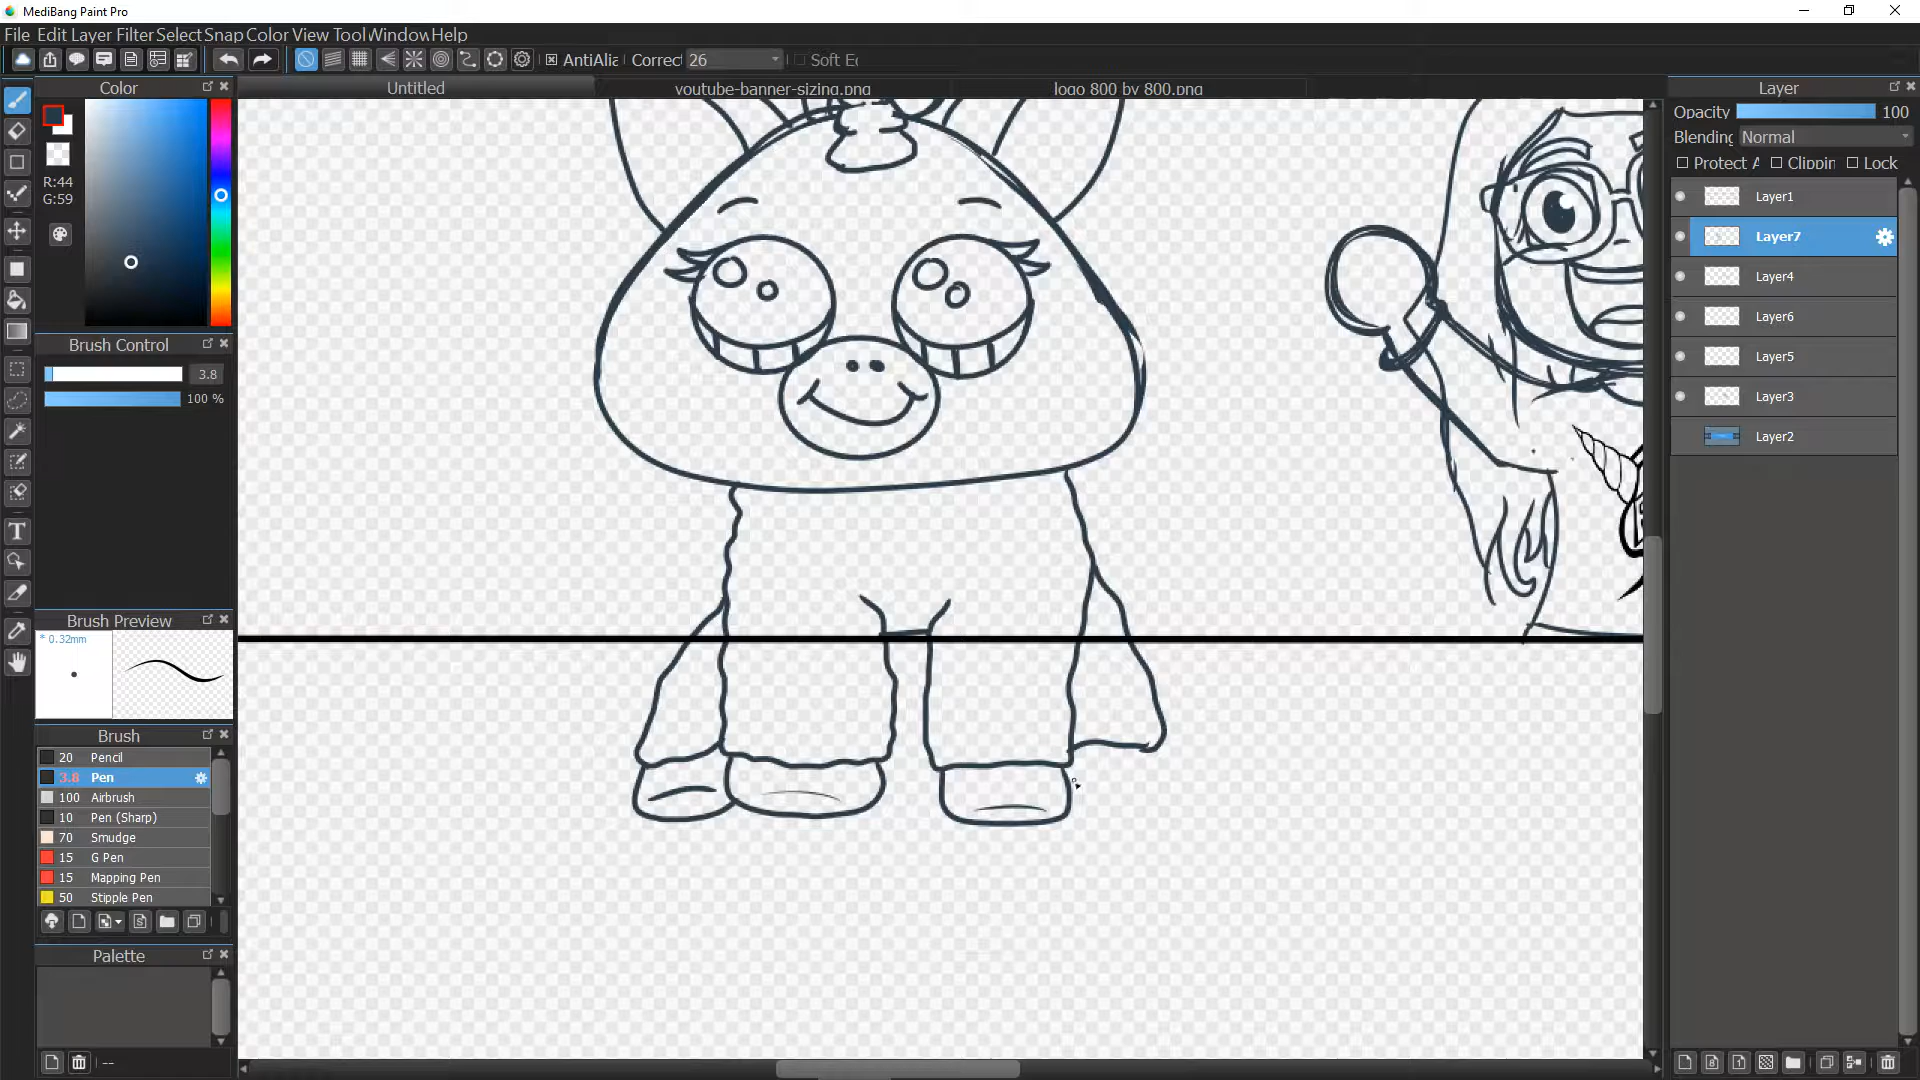 MediBang Paint Pro
File Edit Layer Filter Select Snap Color View Tool Window Help
AntiAlia Correct 26 Soft Ec
Color Untitled youtube-banner-sizing.png logo 800 by 800.png Layer
Opacity 100
Blending Normal
Protect A Clippin Lock
R:44
G:59
Layer1
Layer7
Layer4
Layer6
Layer5
Layer3
Layer2
Brush Control
3.8
100 %
Brush Preview
* 0.32mm
Brush
20 Pencil
3.8 Pen
100 Airbrush
10 Pen (Sharp)
70 Smudge
15 G Pen
15 Mapping Pen
50 Stipple Pen
Palette
--